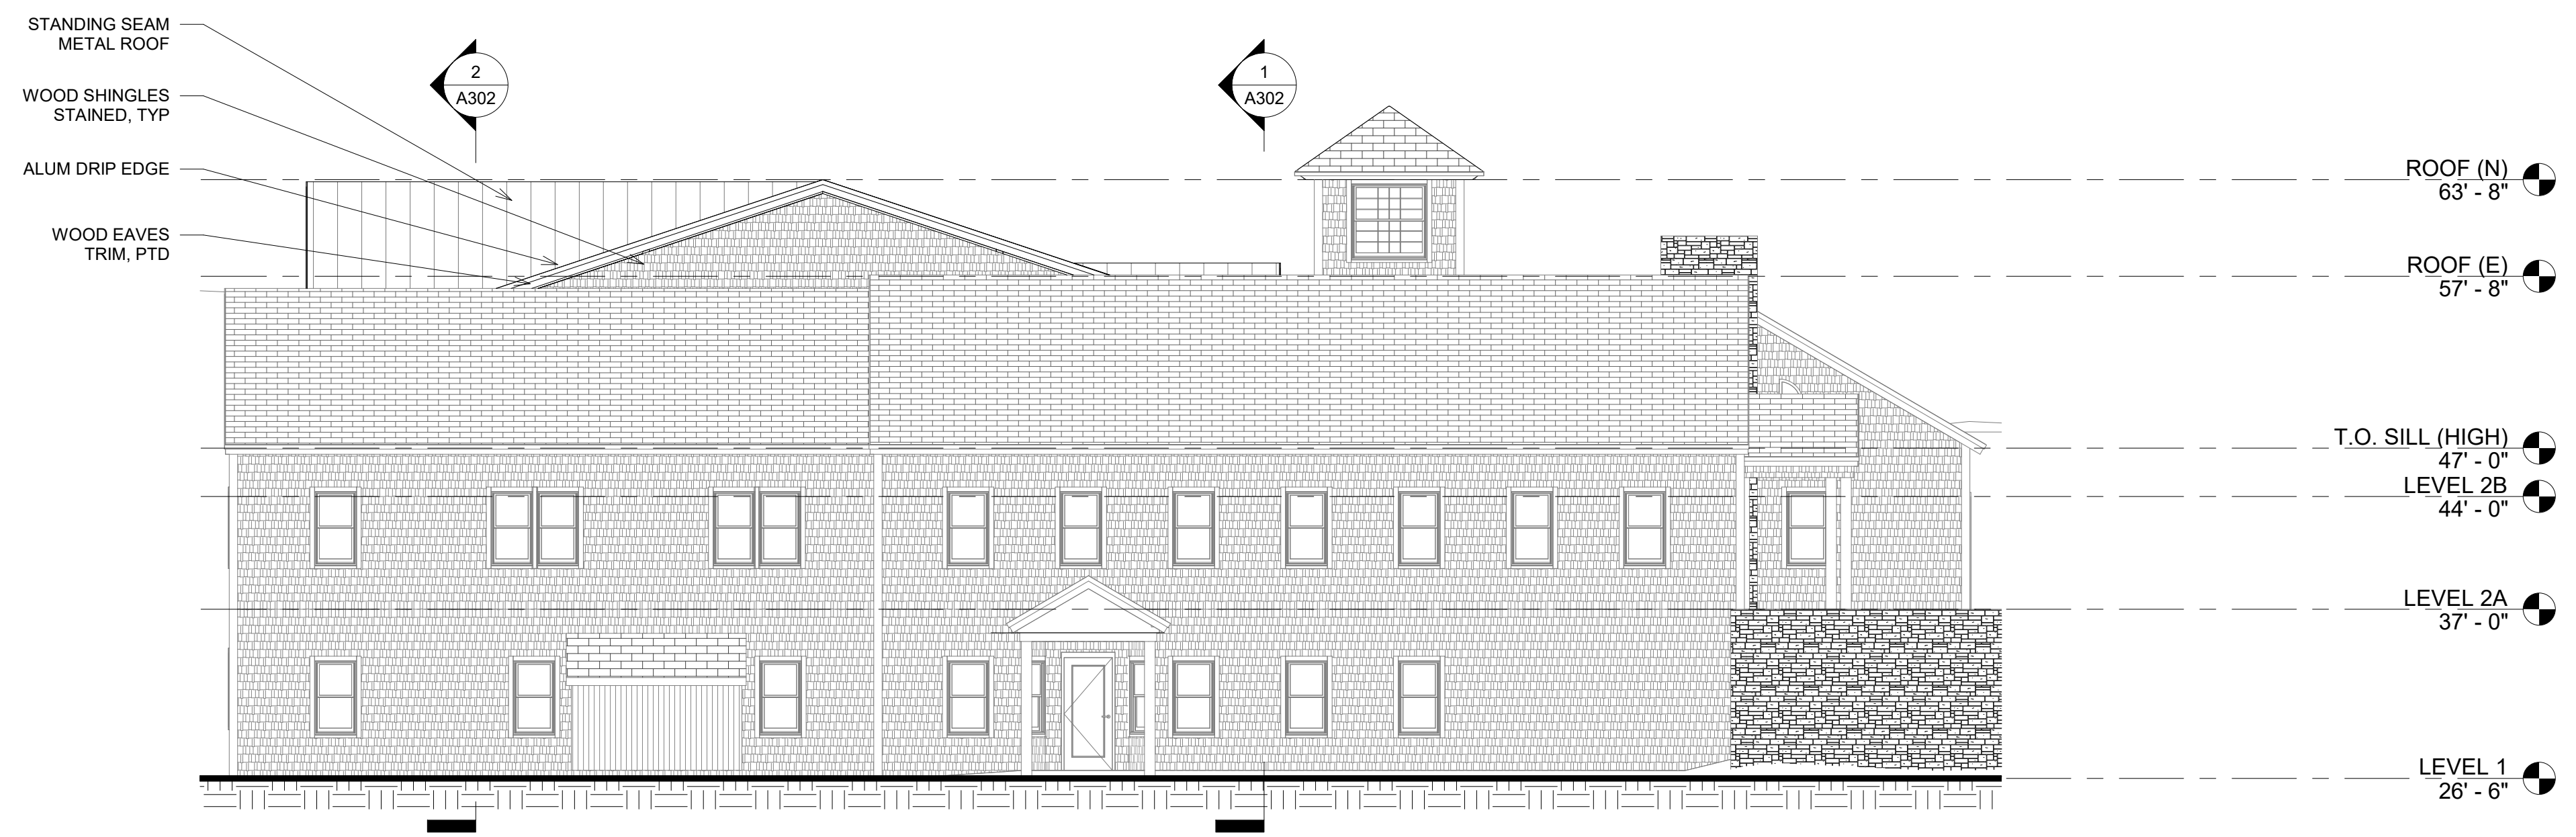 STANDING SEAM
METAL ROOF
WOOD SHINGLES
STAINED, TYP
ALUM DRIP EDGE
WOOD EAVES
TRIM, PTD
2
A302
1
A302
ROOF (N)
63' - 8"
ROOF (E)
57' - 8"
T.O. SILL (HIGH)
47' - 0"
LEVEL 2B
44' - 0"
LEVEL 2A
37' - 0"
LEVEL 1
26' - 6"